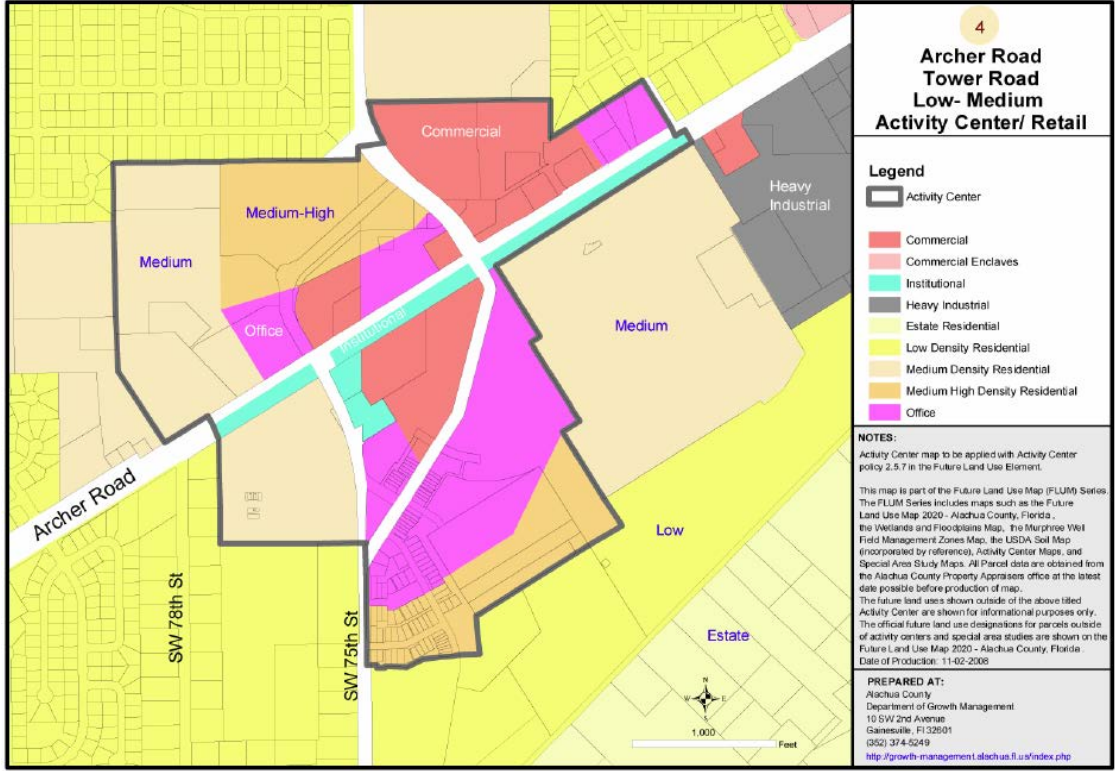 4
Archer Road
Tower Road
Low- Medium
Activity Center/ Retail
Legend
Activity Center
Commercial
Commercial Enclaves
Institutional
Heavy Industrial
Estate Residential
Low Density Residential
Medium Density Residential
Medium High Density Residential
Office
NOTES:
Activity Center map to be applied with Activity Center
policy 2.5.7 in the Future Land Use Element.
This map is part of the Future Land Use Map (FLUM) Series.
The FLUM Series includes maps such as the Future
Land Use Map 2020 - Alachua County, Florida ,
the Wetlands and Floodplains Map, the Murphree Well
Field Management Zones Map, the USDA Soil Map
(incorporated by reference), Activity Center Maps, and
Special Area Study Maps. All Parcel data are obtained from
the Alachua County Property Appraisers office at the latest
date possible before production of map.
The future land uses shown outside of the above titled
Activity Center are shown for informational purposes only.
The official future land use designations for parcels outside
of activity centers and special area studies are shown on the
Future Land Use Map 2020 - Alachua County, Florida .
Date of Production: 11-02-2008
PREPARED AT:
Alachua County
Department of Growth Management
10 SW 2nd Avenue
Gainesville, Fl 32601
(352) 374-5249
http://growth-management.alachua.fl.us/index.php
Commercial
Heavy
Industrial
Medium-High
Medium
Office
Institutional
Medium
Archer Road
Low
SW 78th St
SW 75th St
Estate
N
W
E
S
1,000
Feet